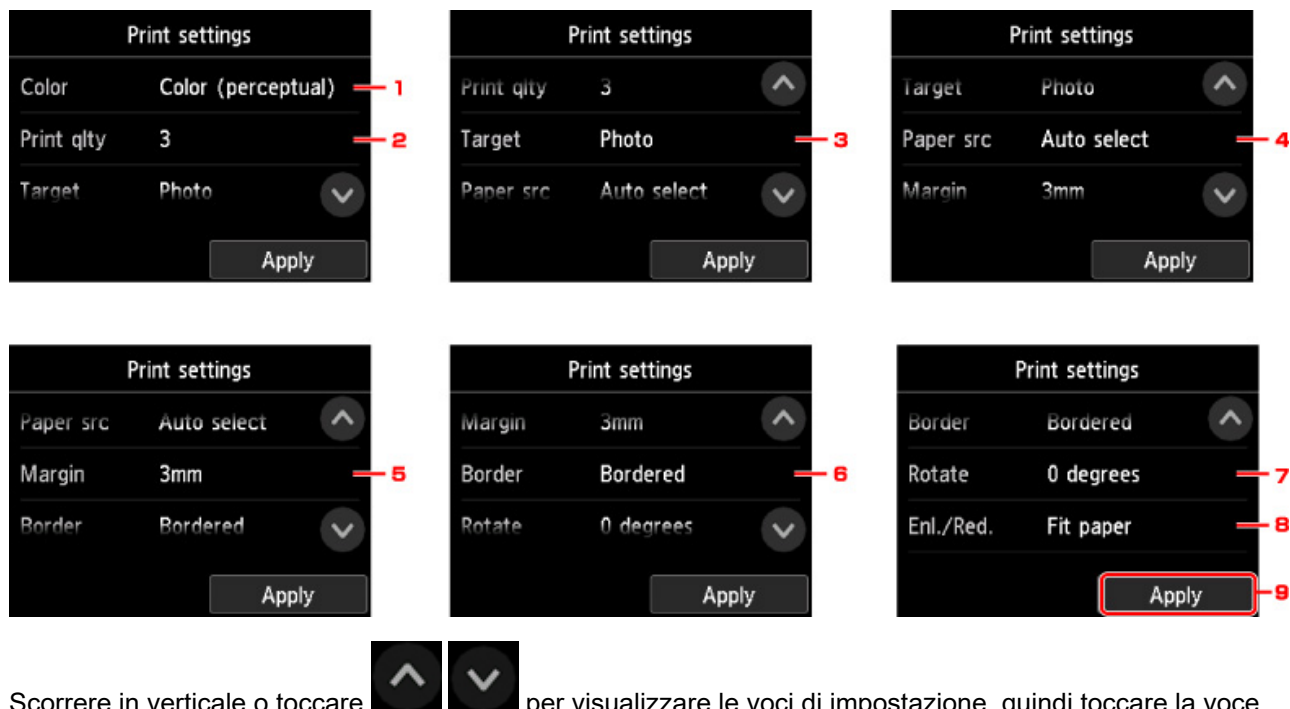 Print settings
Color Color (perceptual) 1
Print qlty 3 2
Target Photo
Apply
Print settings
Print qlty 3
Target Photo 3
Paper src Auto select
Apply
Print settings
Target Photo
Paper src Auto select 4
Margin 3mm
Apply
Print settings
Paper src Auto select
Margin 3mm 5
Border Bordered
Apply
Print settings
Margin 3mm
Border Bordered 6
Rotate 0 degrees
Apply
Print settings
Border Bordered
Rotate 0 degrees 7
Enl./Red. Fit paper 8
Apply 9
Scorrere in verticale o toccare per visualizzare le voci di impostazione, quindi toccare la voce